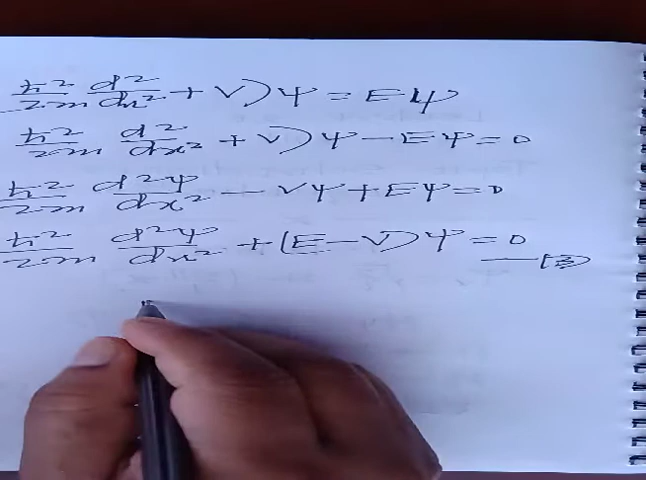 ħ²/2m d²/dx² + V) Ψ = EΨ
ħ²/2m d²/dx² + V) Ψ - EΨ = 0
ħ²/2m d²Ψ/dx² - VΨ + EΨ = 0
ħ²/2m d²Ψ/dx² + (E - V) Ψ = 0 — (3)